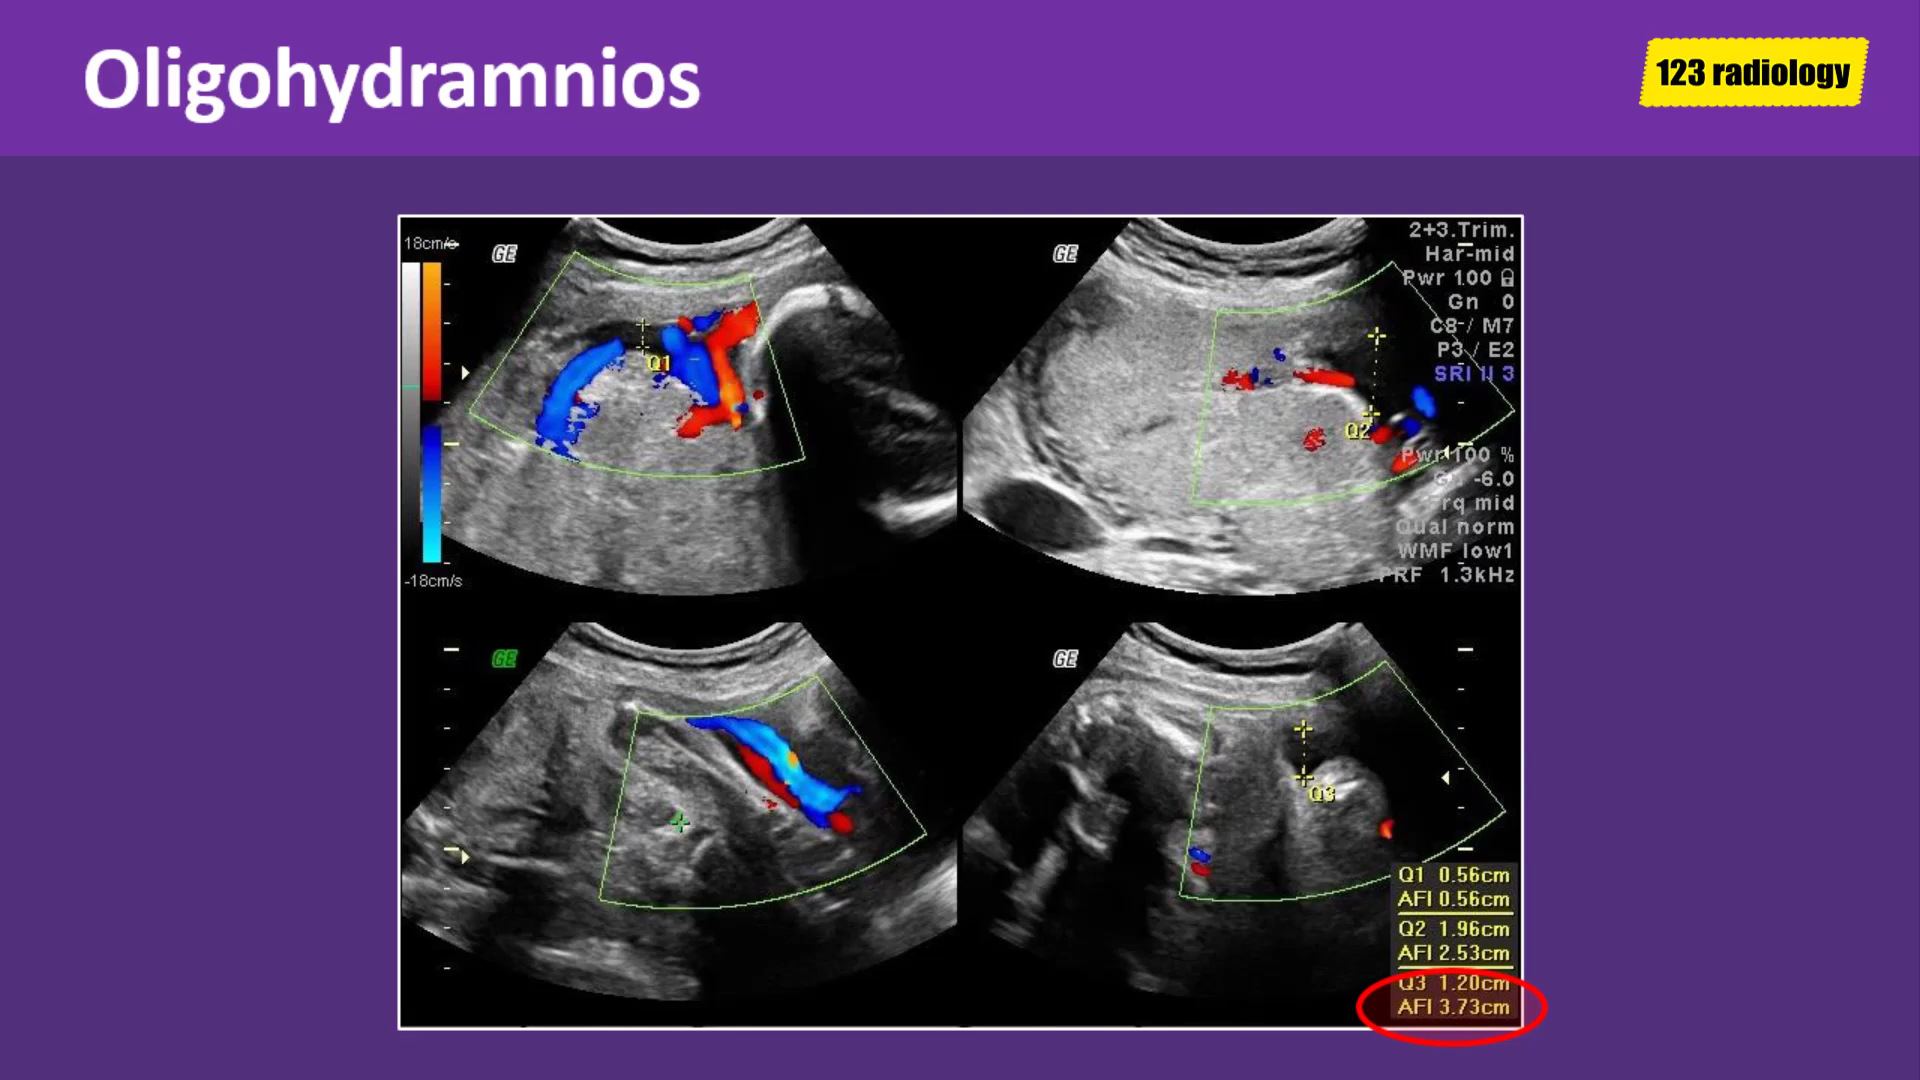 Oligohydramnios
123 radiology
18cm/s
-18cm/s
GE
GE
2+3.Trim.
Har-mid
Pwr 100
Gn 0
C8 / M7
P3 / E2
SRI II 3
Pwr 100 %
Gn -6.0
Frq mid
Qual norm
WMF low1
PRF 1.3kHz
Q1
Q2
GE
GE
Q3
Q1 0.56cm
AFI 0.56cm
Q2 1.96cm
AFI 2.53cm
Q3 1.20cm
AFI 3.73cm